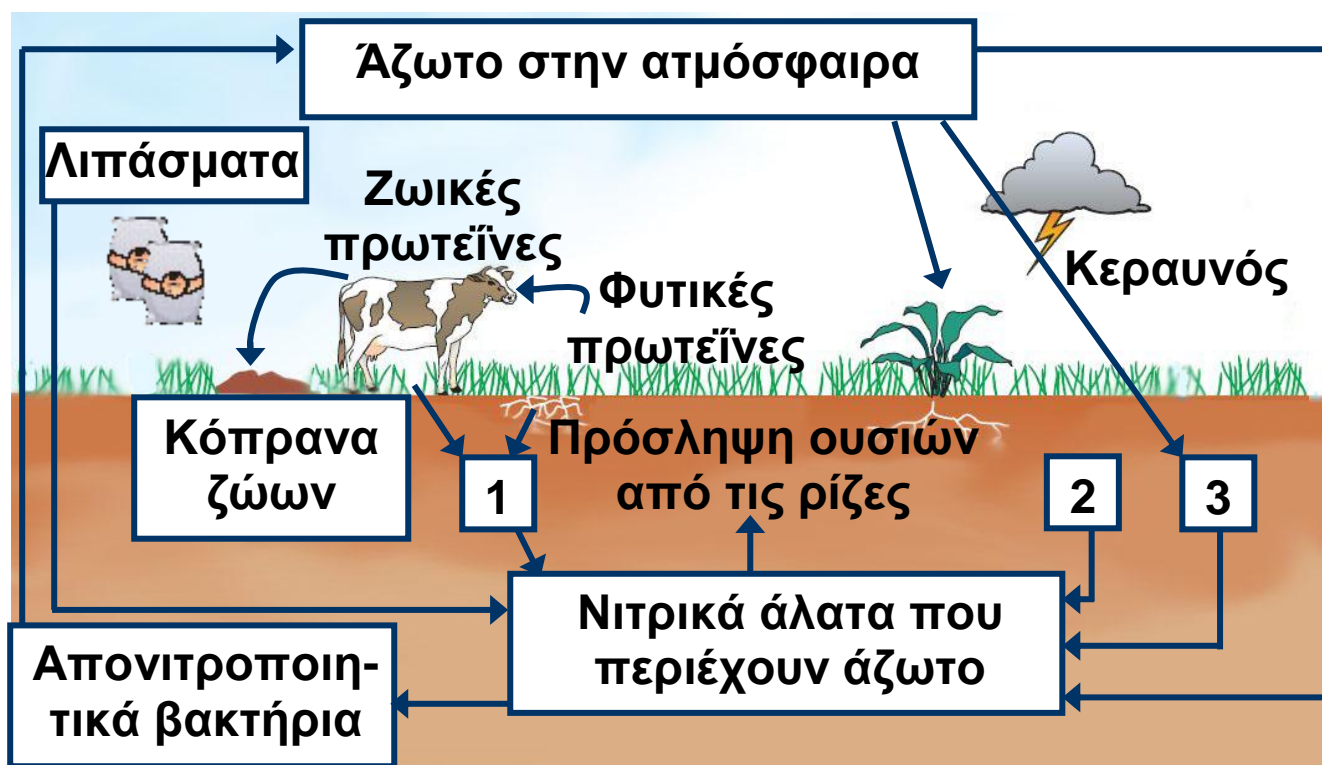 Άζωτο στην ατμόσφαιρα
Λιπάσματα
Ζωικές
πρωτεΐνες
Κεραυνός
Φυτικές
πρωτεΐνες
Κόπρανα
ζώων
1
Πρόσληψη ουσιών
από τις ρίζες
2
3
Νιτρικά άλατα που
περιέχουν άζωτο
Απονιτροποιη-
τικά βακτήρια